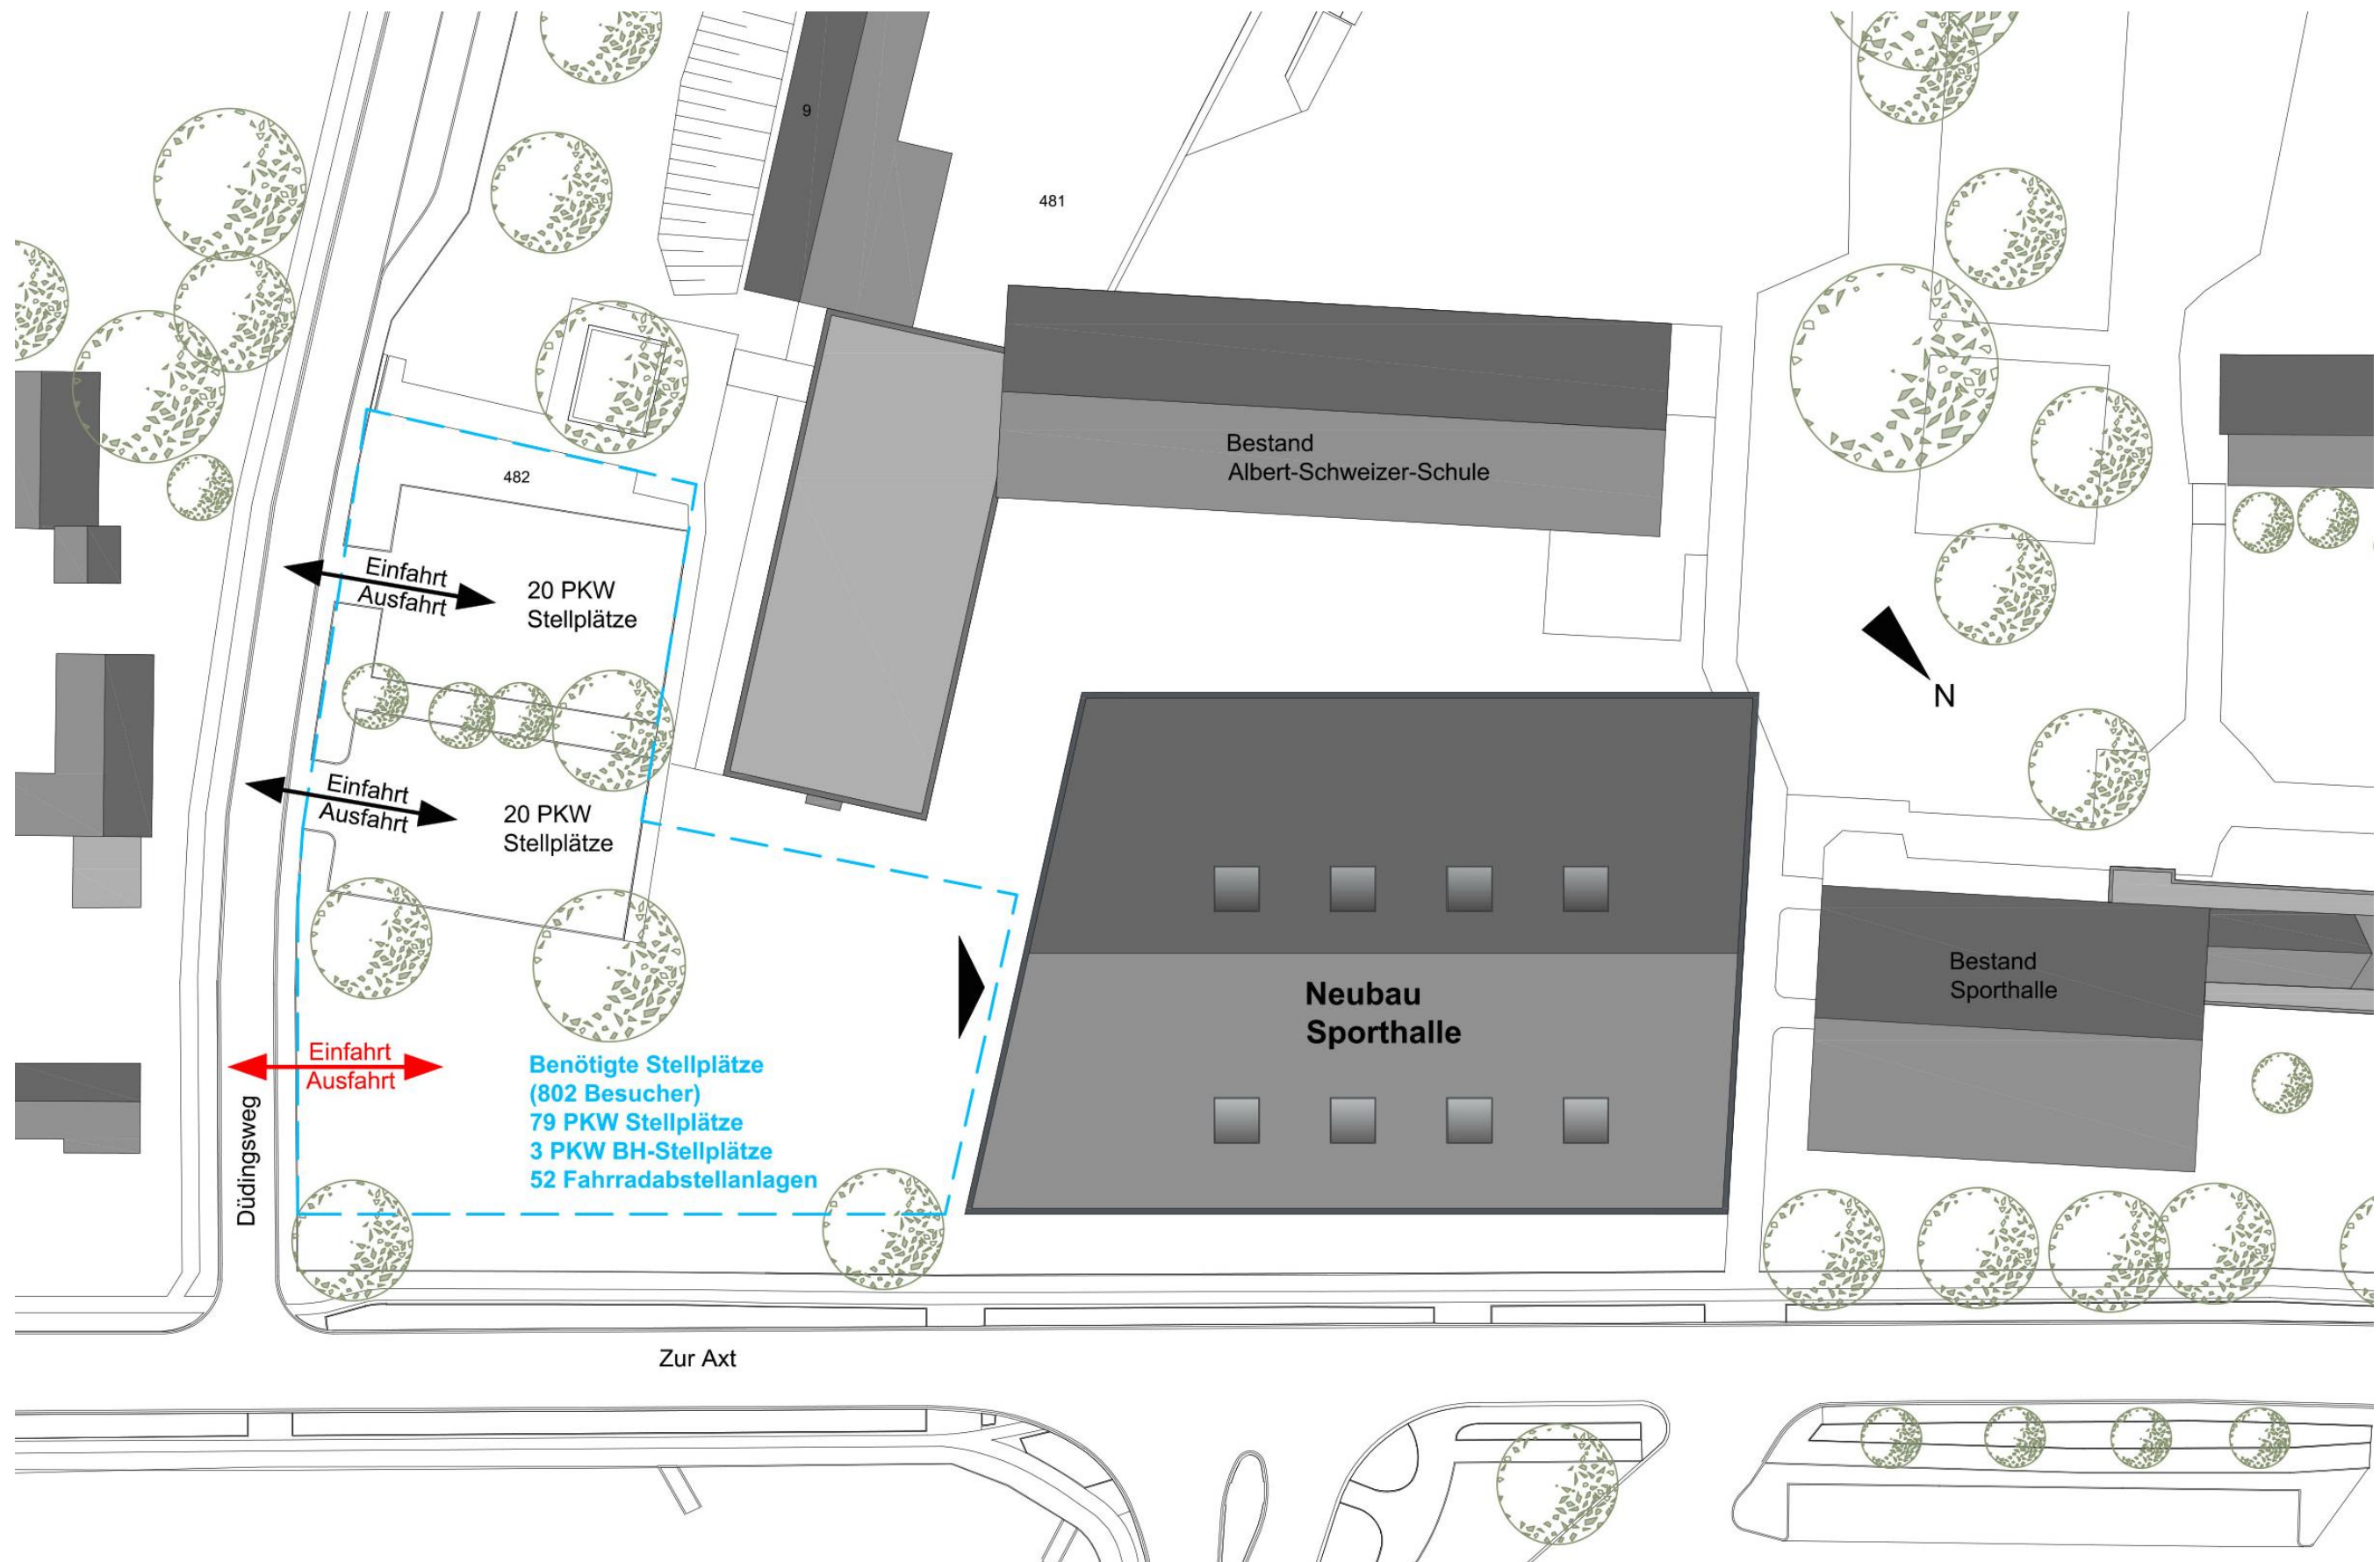 9
481
Bestand
Albert-Schweizer-Schule
482
Einfahrt
Ausfahrt
20 PKW
Stellplätze
N
Einfahrt
Ausfahrt
20 PKW
Stellplätze
Bestand
Sporthalle
Neubau
Sporthalle
Einfahrt
Ausfahrt
Benötigte Stellplätze
(802 Besucher)
79 PKW Stellplätze
3 PKW BH-Stellplätze
52 Fahrradabstellanlagen
Düdingsweg
Zur Axt